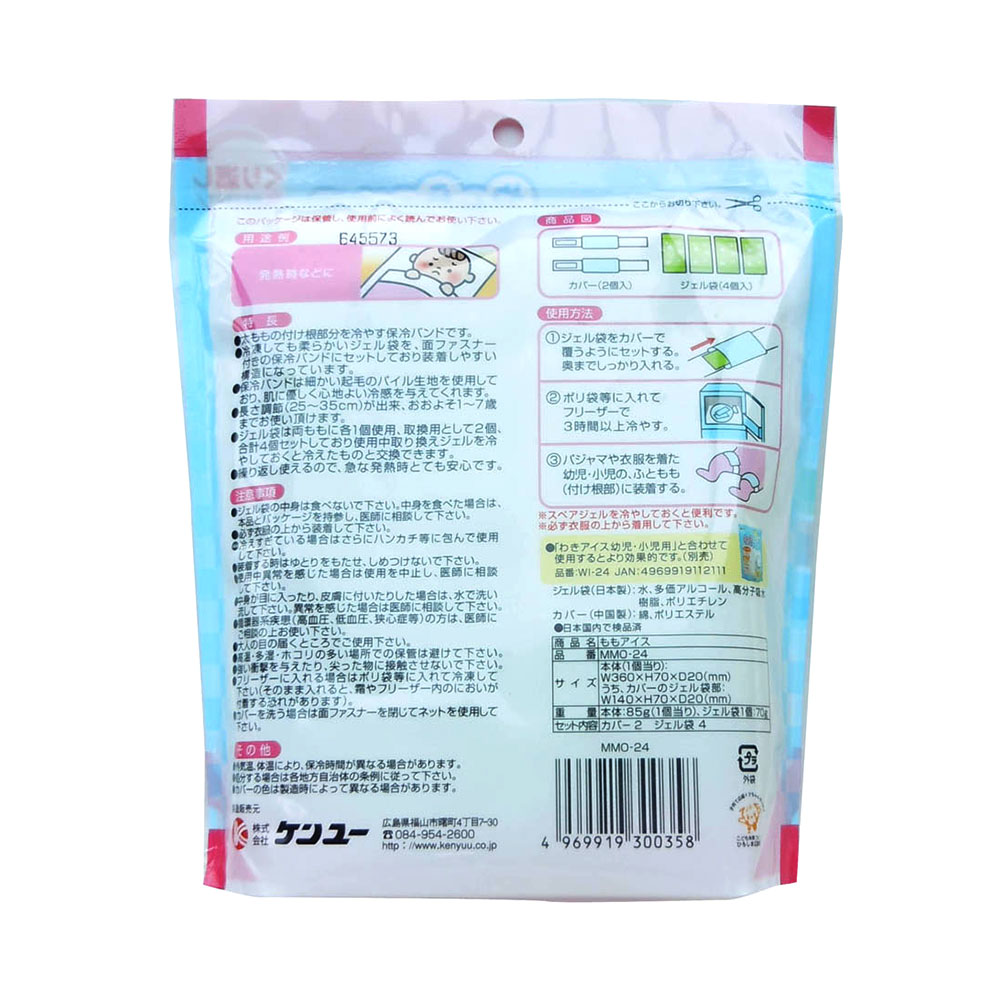 ここからお切り下さい。
このパッケージは保管し、使用前によく読んでお使い下さい。
用途例
645573
発熱時などに
特長
●太ももの付け根部分を冷やす保冷バンドです。
●冷凍しても柔らかいジェル袋を、面ファスナー
付きの保冷バンドにセットしており装着しやすい
構造になっています。
●保冷バンドは細かい起毛のパイル生地を使用して
おり、肌に優しく心地よい冷感を与えてくれます。
●長さ調節(25～35cm)が出来、おおよそ1～7歳
までお使い頂けます。
●ジェル袋は両ももに各1個使用、取換用として2個、
合計4個セットしており使用中取り換えジェルを冷
やしておくと冷えたものと交換できます。
●繰り返し使えるので、急な発熱時とても安心です。
注意事項
●ジェル袋の中身は食べないで下さい。中身を食べた場合は、
本品とパッケージを持参し、医師に相談して下さい。
●必ず衣服の上から装着して下さい。
●冷えすぎている場合はさらにハンカチ等に包んで使用
して下さい。
●装着する時はゆとりをもたせ、しめつけないで下さい。
●使用中異常を感じた場合は使用を中止し、医師に相談
して下さい。
●中身が目に入ったり、皮膚に付いたりした場合は、水で洗い
流して下さい。異常を感じた場合は医師に相談して下さい。
●循環器系疾患(高血圧、低血圧、狭心症等)の方は、医師に
ご相談の上お使い下さい。
●大人の目の届くところでご使用下さい。
●高温・多湿・ホコリの多い場所での保管は避けて下さい。
●強い衝撃を与えたり、尖った物に接触させないで下さい。
●フリーザーに入れる場合はポリ袋等に入れて冷凍して
下さい(そのまま入れると、霜やフリーザー内のにおいが
付着する恐れがあります)。
●カバーを洗う場合は面ファスナーを閉じてネットを使用して
下さい。
その他
●外気温、体温により、保冷時間が異なる場合があります。
●処分する場合は各地方自治体の条例に従って下さい。
●カバーの色は製造時によって異なる場合があります。
製造販売元
株式会社 ケンユー
広島県福山市曙町4丁目7-30
☎084-954-2600
http://www.kenyuu.co.jp
商品図
カバー(2個入)
ジェル袋(4個入)
使用方法
①ジェル袋をカバーで
覆うようにセットする。
奥までしっかり入れる。
②ポリ袋等に入れて
フリーザーで
3時間以上冷やす。
③パジャマや衣服を着た
幼児・小児の、ふともも
(付け根部)に装着する。
※スペアジェルを冷やしておくと便利です。
※必ず衣服の上から着用して下さい。
●「わきアイス幼児・小児用」と合わせて
使用するとより効果的です。(別売)
品番:WI-24 JAN:4969919112111
ジェル袋(日本製):水、多価アルコール、高分子吸水
樹脂、ポリエチレン
カバー(中国製):綿、ポリエステル
●日本国内で検品済
商品名 ももアイス
品番 MMO-24
サイズ 本体(1個当り):
W360×H70×D20(mm)
うち、カバーのジェル袋部:
W140×H70×D20(mm)
重量 本体:85g(1個当り)、ジェル袋1個:70g
セット内容 カバー2 ジェル袋4
MMO-24
4 969919 300358
プラ
外袋